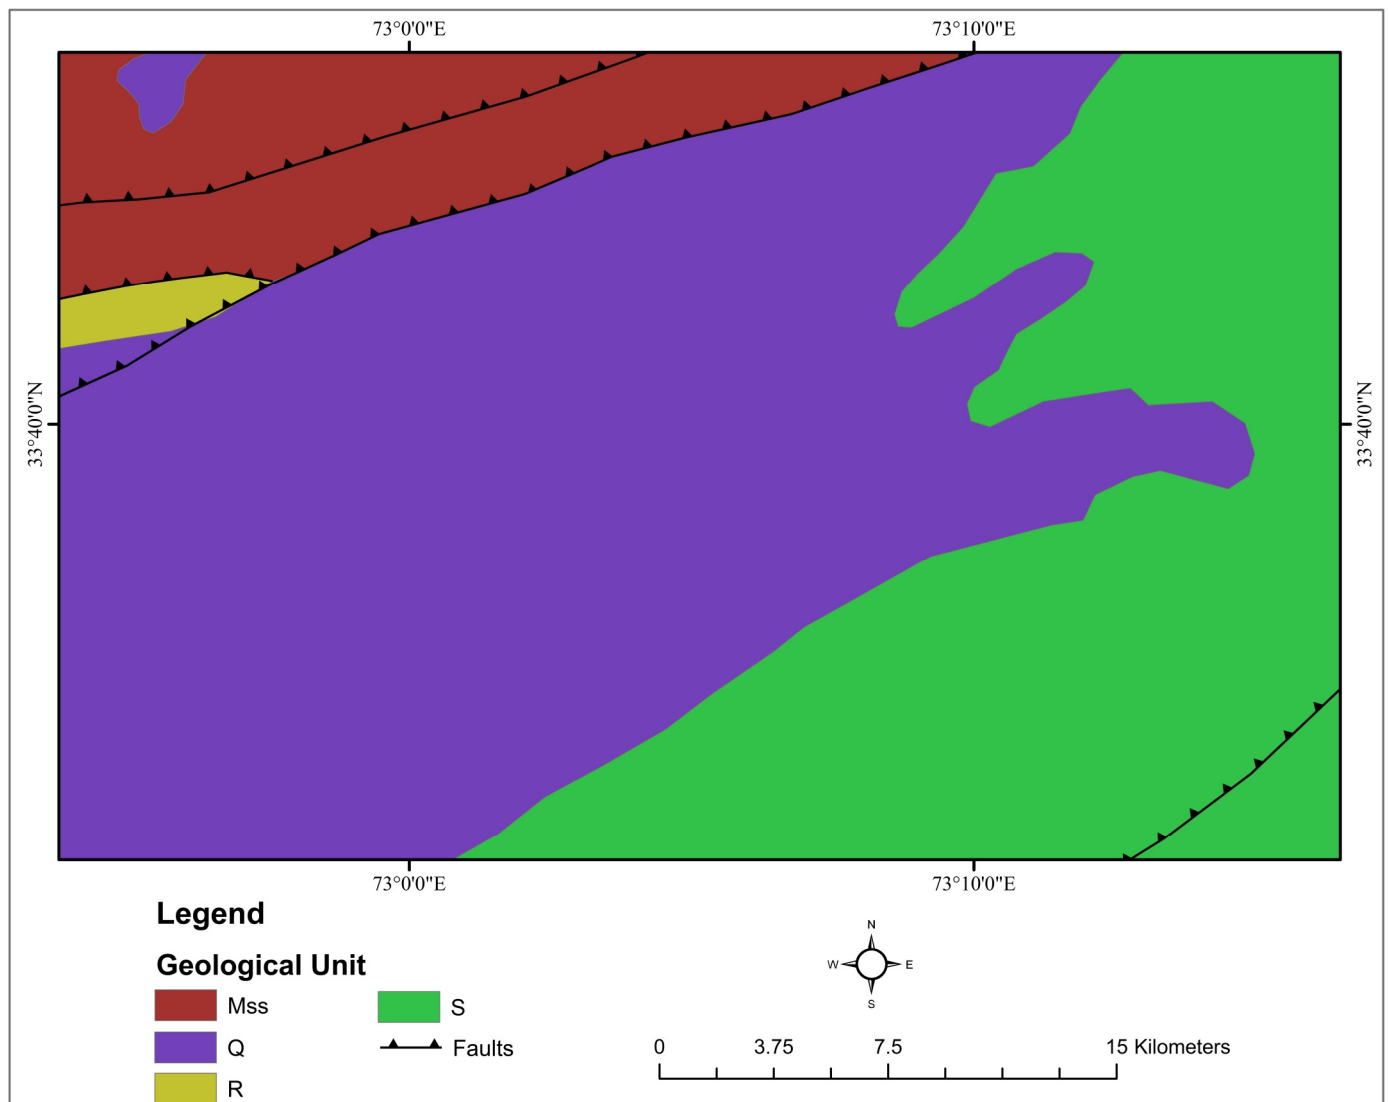 73°0'0"E 73°10'0"E
33°40'0"N 33°40'0"N
73°0'0"E 73°10'0"E
Legend
Geological Unit
Mss S
Q Faults
R
N
W E
S
0 3.75 7.5 15 Kilometers